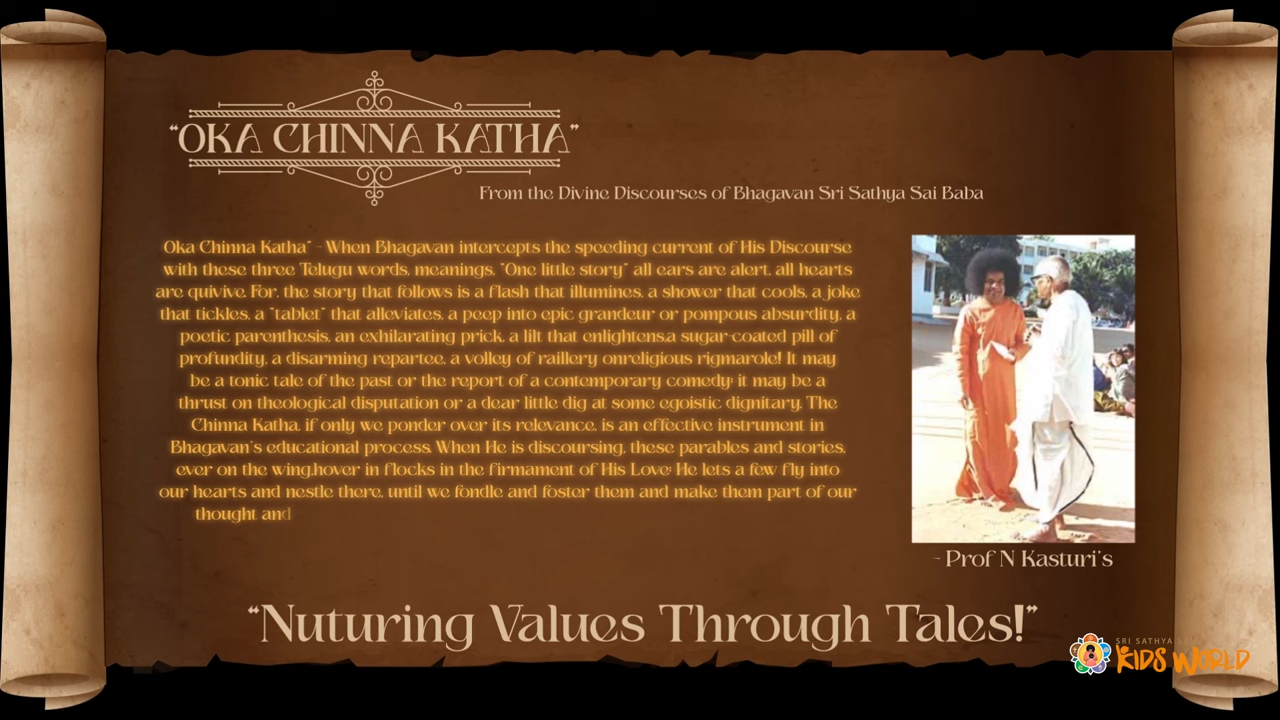 “OKA CHINNA KATHA”
From the Divine Discourses of Bhagavan Sri Sathya Sai Baba
Oka Chinna Katha" - When Bhagavan intercepts the speeding current of His Discourse
with these three Telugu words, meanings, "One little story" all ears are alert, all hearts
are quivive. For, the story that follows is a flash that illumines, a shower that cools, a joke
that tickles, a "tablet" that alleviates, a peep into epic grandeur or pompous absurdity, a
poetic parenthesis, an exhilarating prick, a lilt that enlightens,a sugar-coated pill of
profundity, a disarming repartee, a volley of raillery onreligious rigmarole! It may
be a tonic tale of the past or the report of a contemporary comedy; it may be a
thrust on theological disputation or a dear little dig at some egoistic dignitary. The
Chinna Katha, if only we ponder over its relevance, is an effective instrument in
Bhagavan's educational process. When He is discoursing, these parables and stories,
ever on the wing,hover in flocks in the firmament of His Love; He lets a few fly into
our hearts and nestle there, until we fondle and foster them and make them part of our
thought and
- Prof N Kasturi's
“Nuturing Values Through Tales!”
SRI SATHYA
KIDS WORLD